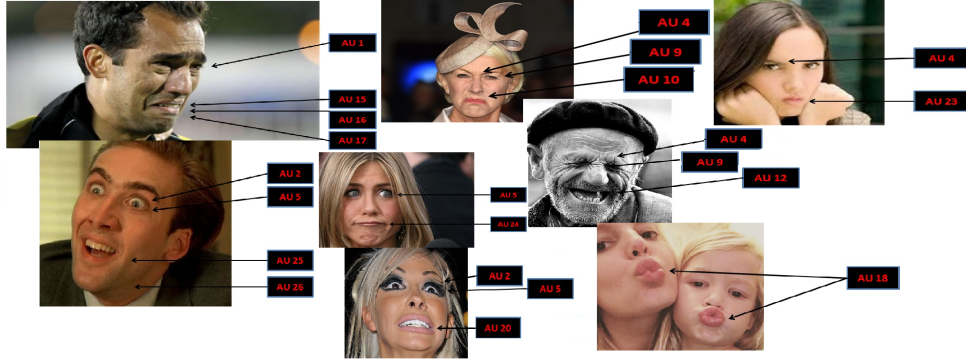 AU 1
AU 15
AU 16
AU 17
AU 4
AU 9
AU 10
AU 4
AU 23
AU 4
AU 9
AU 12
AU 2
AU 5
AU 25
AU 26
AU 5
AU 24
AU 2
AU 5
AU 20
AU 18